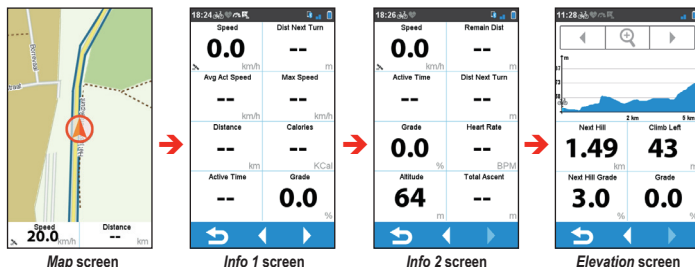 Borrevoal
Speed
Distance
20.0 km/h
-- km
Map screen
18:24
Speed
Dist Next Turn
0.0 km/h
-- m
Avg Act Speed
Max Speed
-- km/h
-- km/h
Distance
Calories
-- km
-- KCal
Active Time
Grade
--
0.0 %
Info 1 screen
18:26
Speed
Remain Dist
0.0 km/h
-- m
Active Time
Dist Next Turn
--
-- m
Grade
Heart Rate
0.0 %
-- BPM
Altitude
Total Ascent
64 m
-- m
Info 2 screen
11:28
m
2 km
5 km
Next Hill
Climb Left
1.49 km
43 m
Next Hill Grade
Grade
3.0 %
0.0 %
Elevation screen